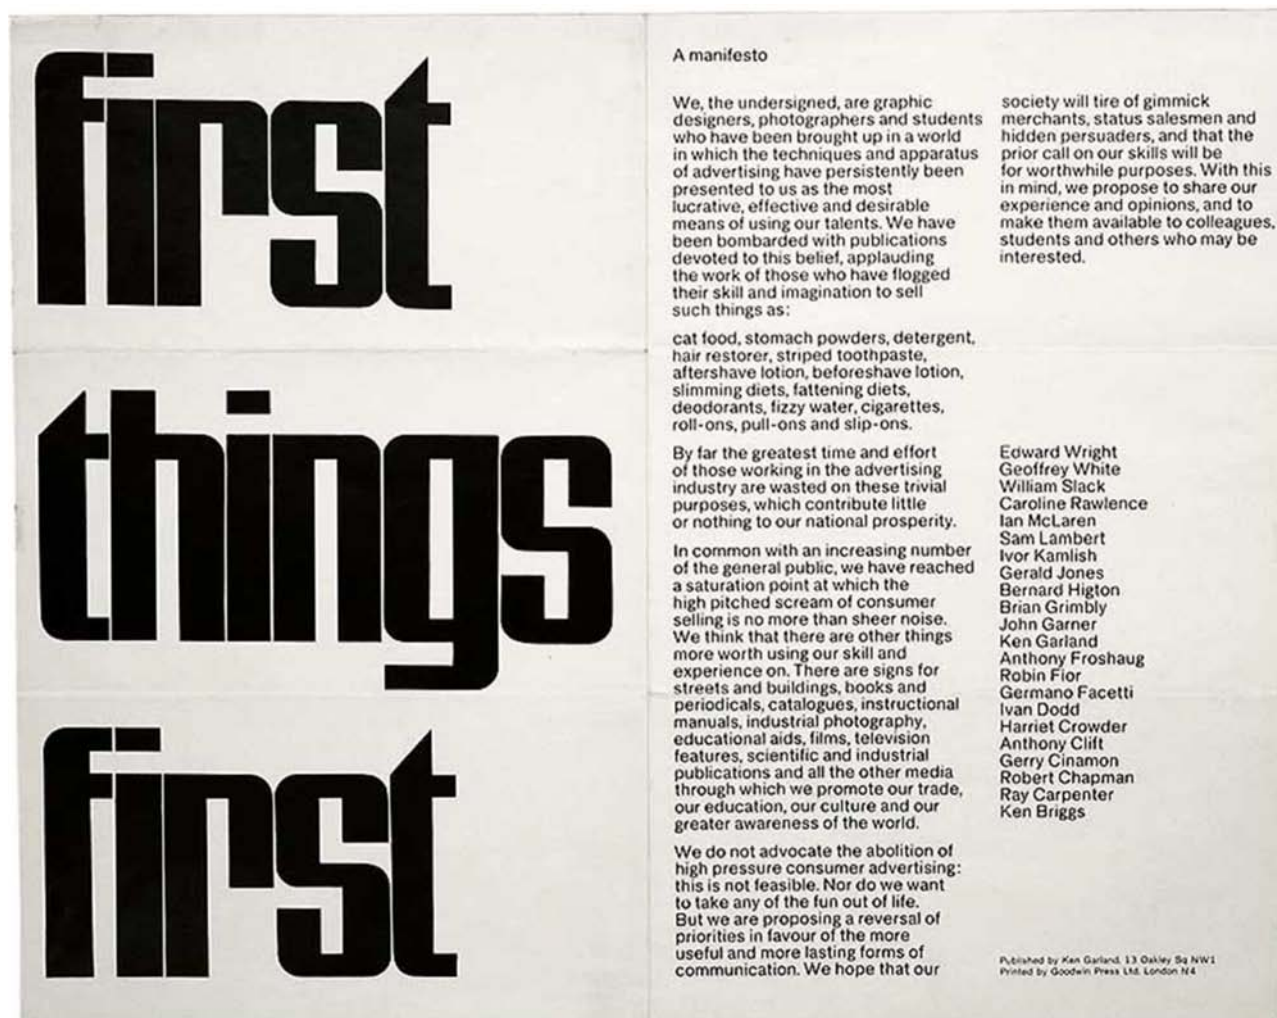 first
things
first
A manifesto
We, the undersigned, are graphic
designers, photographers and students
who have been brought up in a world
in which the techniques and apparatus
of advertising have persistently been
presented to us as the most
lucrative, effective and desirable
means of using our talents. We have
been bombarded with publications
devoted to this belief, applauding
the work of those who have flogged
their skill and imagination to sell
such things as:
cat food, stomach powders, detergent,
hair restorer, striped toothpaste,
aftershave lotion, beforeshave lotion,
slimming diets, fattening diets,
deodorants, fizzy water, cigarettes,
roll-ons, pull-ons and slip-ons.
By far the greatest time and effort
of those working in the advertising
industry are wasted on these trivial
purposes, which contribute little
or nothing to our national prosperity.
In common with an increasing number
of the general public, we have reached
a saturation point at which the
high pitched scream of consumer
selling is no more than sheer noise.
We think that there are other things
more worth using our skill and
experience on. There are signs for
streets and buildings, books and
periodicals, catalogues, instructional
manuals, industrial photography,
educational aids, films, television
features, scientific and industrial
publications and all the other media
through which we promote our trade,
our education, our culture and our
greater awareness of the world.
We do not advocate the abolition of
high pressure consumer advertising:
this is not feasible. Nor do we want
to take any of the fun out of life.
But we are proposing a reversal of
priorities in favour of the more
useful and more lasting forms of
communication. We hope that our
society will tire of gimmick
merchants, status salesmen and
hidden persuaders, and that the
prior call on our skills will be
for worthwhile purposes. With this
in mind, we propose to share our
experience and opinions, and to
make them available to colleagues,
students and others who may be
interested.
Edward Wright
Geoffrey White
William Slack
Caroline Rawlence
Ian McLaren
Sam Lambert
Ivor Kamlish
Gerald Jones
Bernard Higton
Brian Grimbly
John Garner
Ken Garland
Anthony Froshaug
Robin Fior
Germano Facetti
Ivan Dodd
Harriet Crowder
Anthony Clift
Gerry Cinamon
Robert Chapman
Ray Carpenter
Ken Briggs
Published by Ken Garland, 13 Oakley Sq NW1
Printed by Goodwin Press Ltd. London N4